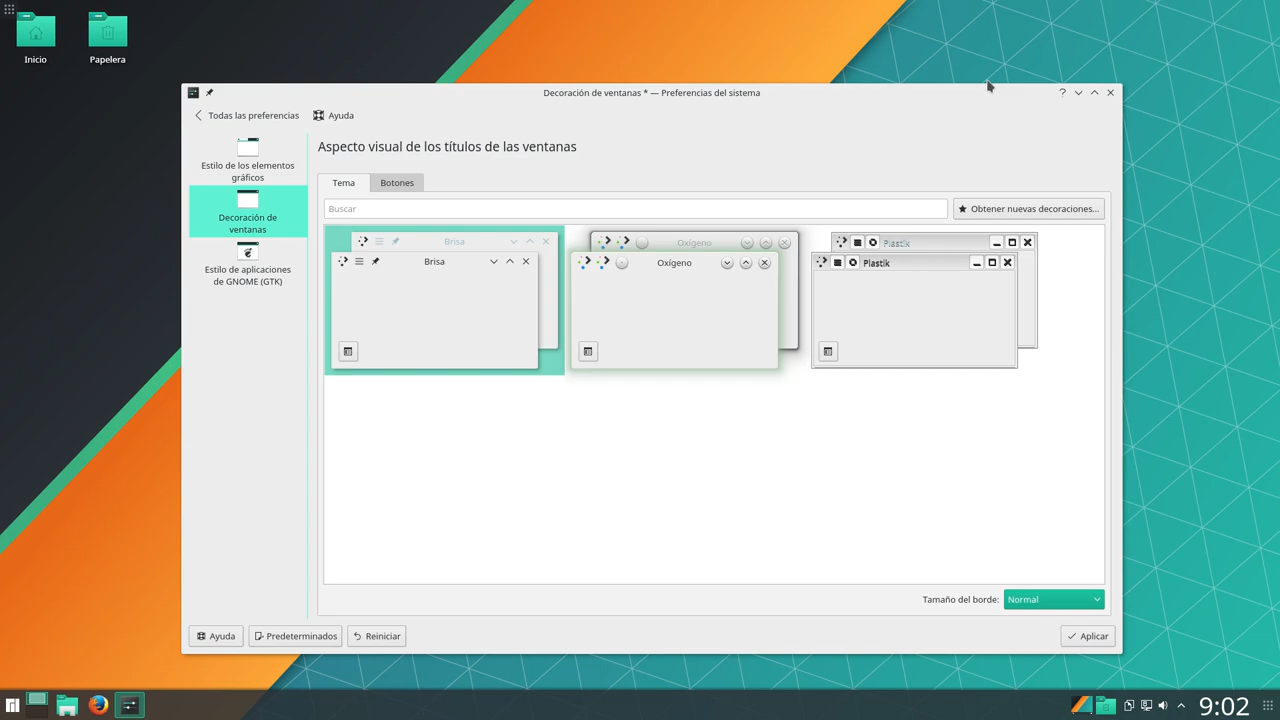 Inicio
Papelera
Decoración de ventanas * — Preferencias del sistema
?
Todas las preferencias
Ayuda
Estilo de los elementos
gráficos
Decoración de
ventanas
Estilo de aplicaciones
de GNOME (GTK)
Aspecto visual de los títulos de las ventanas
Tema
Botones
Buscar
Obtener nuevas decoraciones...
Brisa
Brisa
Oxígeno
Oxígeno
Plastik
Plastik
Tamaño del borde:
Normal
Ayuda
Predeterminados
Reiniciar
Aplicar
9:02